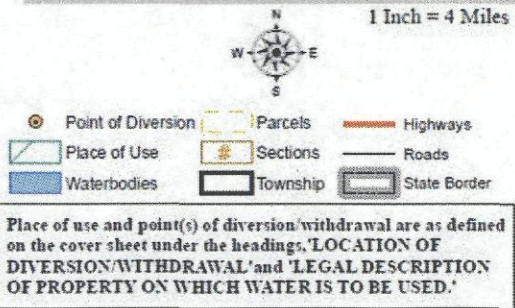 1 Inch = 4 Miles
N
W E
S
Point of Diversion Parcels Highways
Place of Use # Sections Roads
Waterbodies Township State Border
Place of use and point(s) of diversion/withdrawal are as defined
on the cover sheet under the headings,'LOCATION OF
DIVERSION/WITHDRAWAL'and 'LEGAL DESCRIPTION
OF PROPERTY ON WHICH WATER IS TO BE USED.'